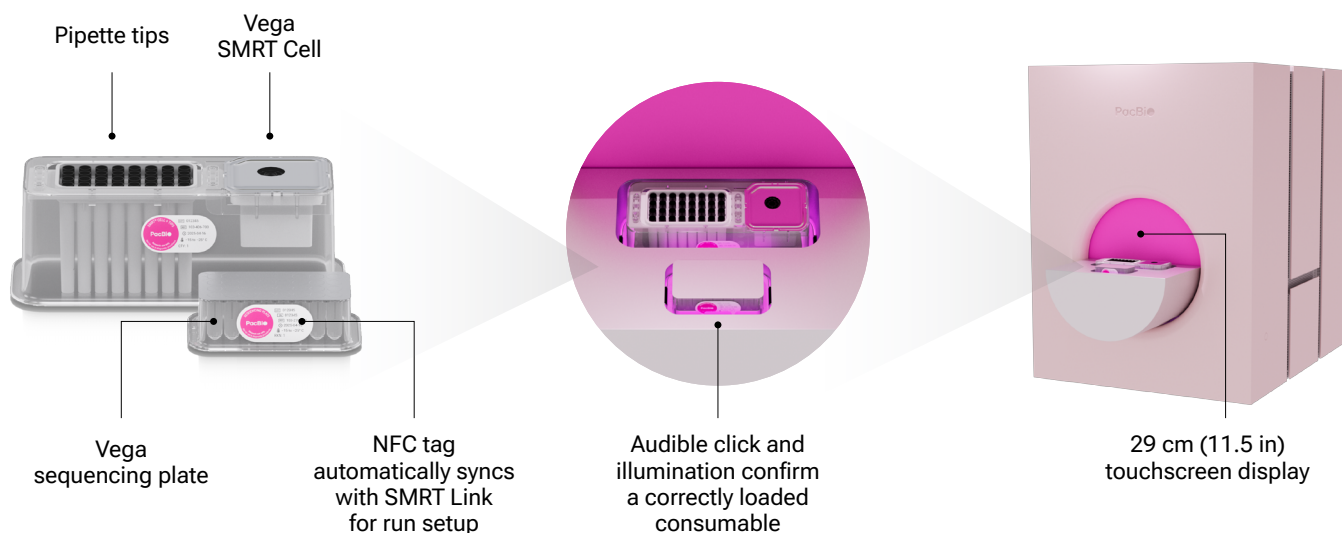 Pipette tips
Vega
SMRT Cell
PacBio
PacBio
PacBio
Vega
sequencing plate
NFC tag
automatically syncs
with SMRT Link
for run setup
Audible click and
illumination confirm
a correctly loaded
consumable
29 cm (11.5 in)
touchscreen display